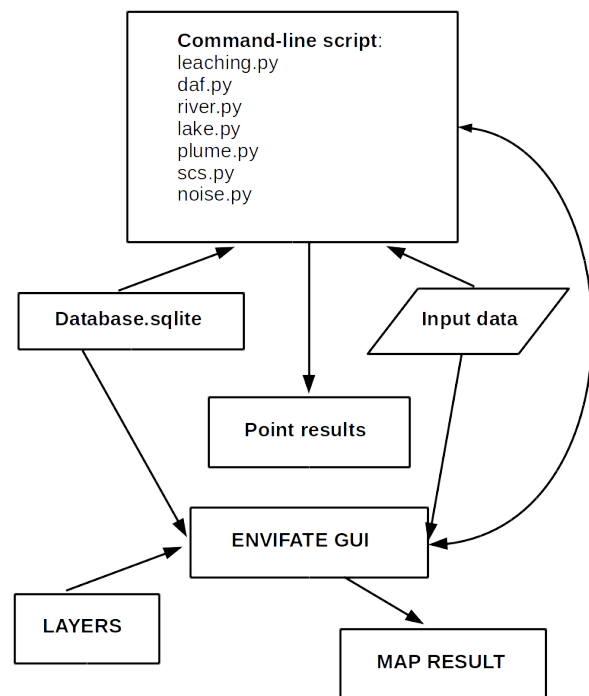 Command-line script:
leaching.py
daf.py
river.py
lake.py
plume.py
scs.py
noise.py
Database.sqlite
Input data
Point results
ENVIFATE GUI
LAYERS
MAP RESULT